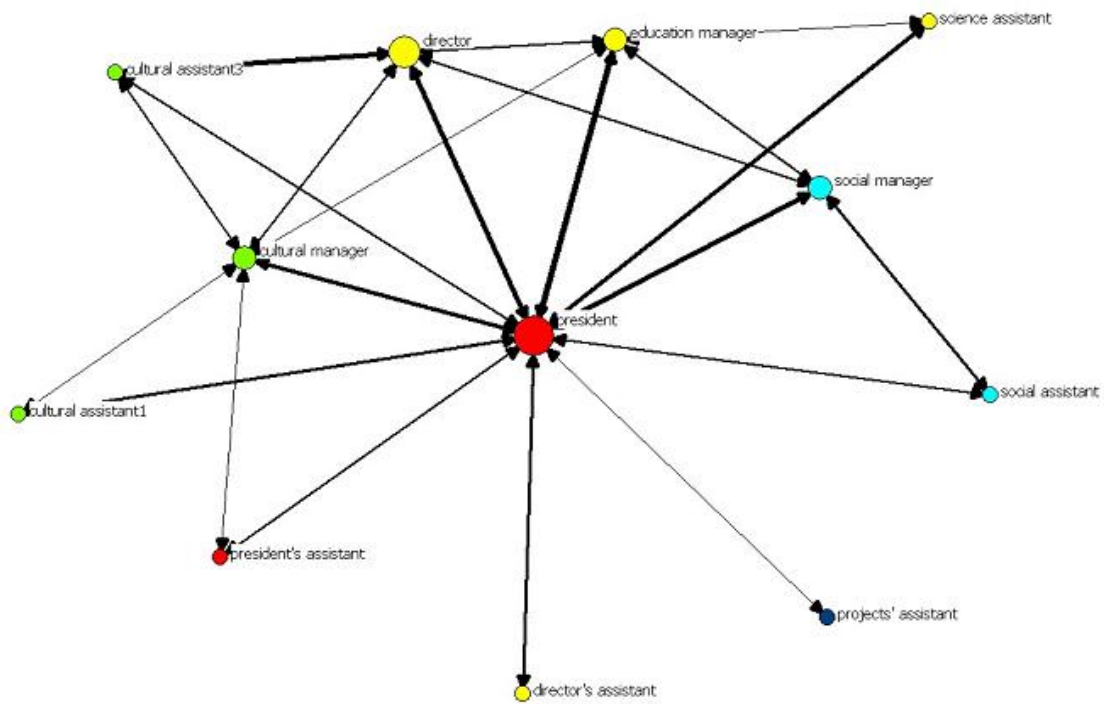 science assistant
education manager
director
cultural assistant3
social manager
cultural manager
president
social assistant
cultural assistant1
president's assistant
projects' assistant
director's assistant